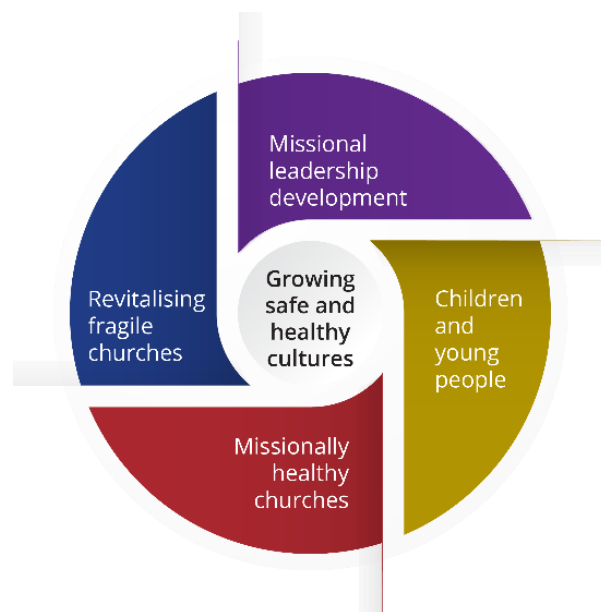 Missional
leadership
development
Revitalising
fragile
churches
Growing
safe and
healthy
cultures
Children
and
young
people
Missionally
healthy
churches